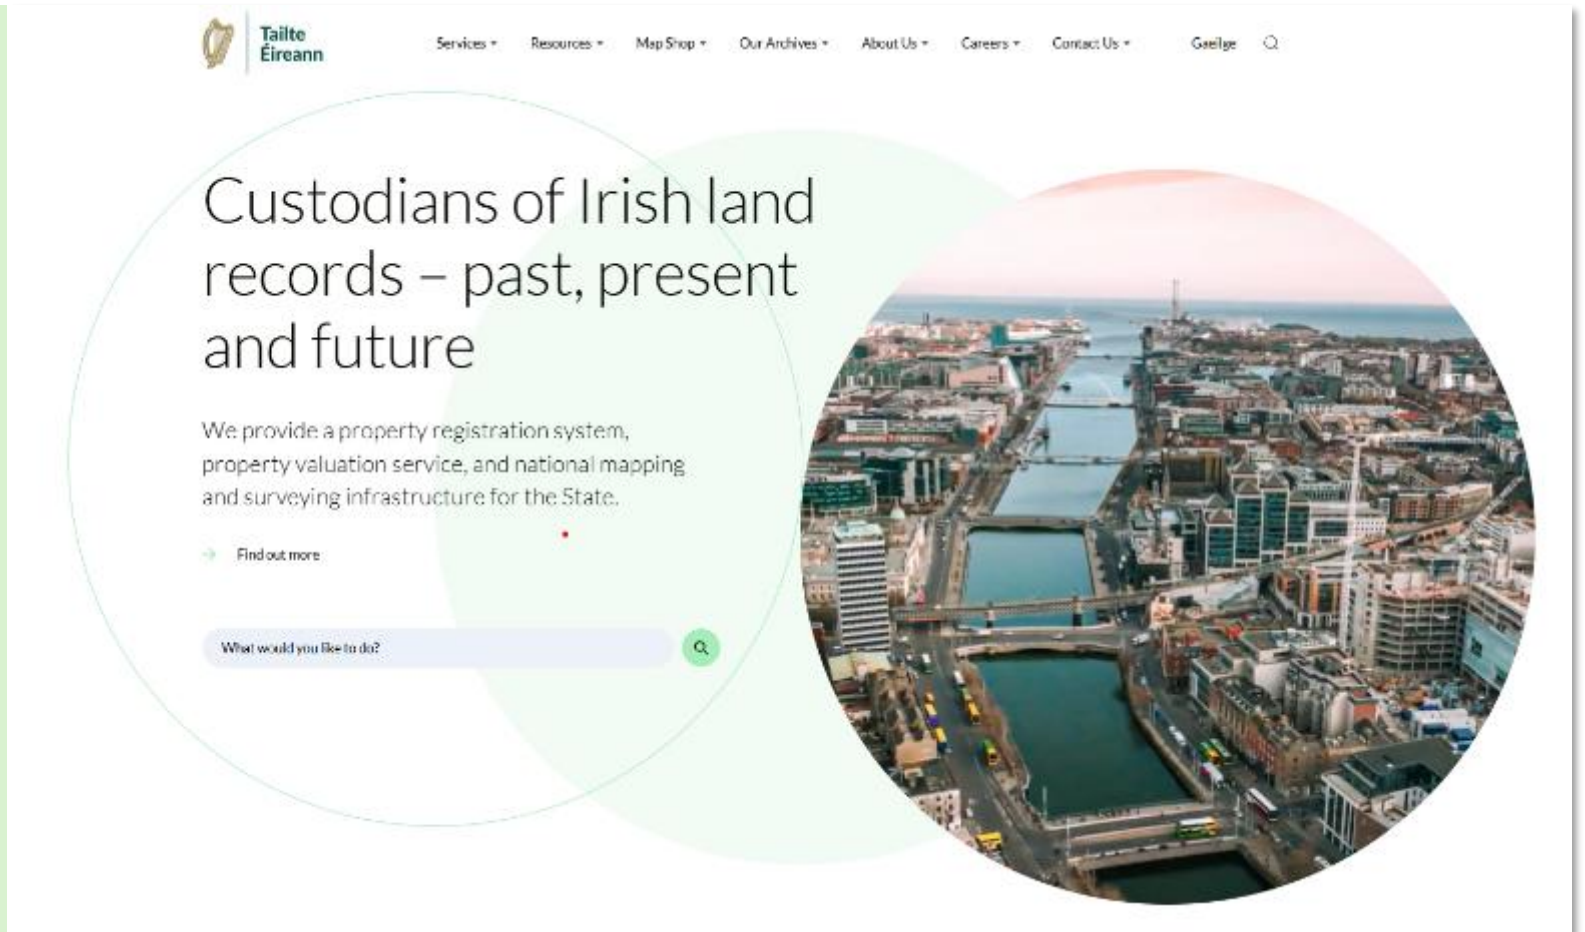 Tailte
Éireann
Services Resources Map Shop Our Archives About Us Careers Contact Us Gaeilge
Custodians of Irish land
records – past, present
and future
We provide a property registration system,
property valuation service, and national mapping
and surveying infrastructure for the State.
Find out more
What would you like to do?